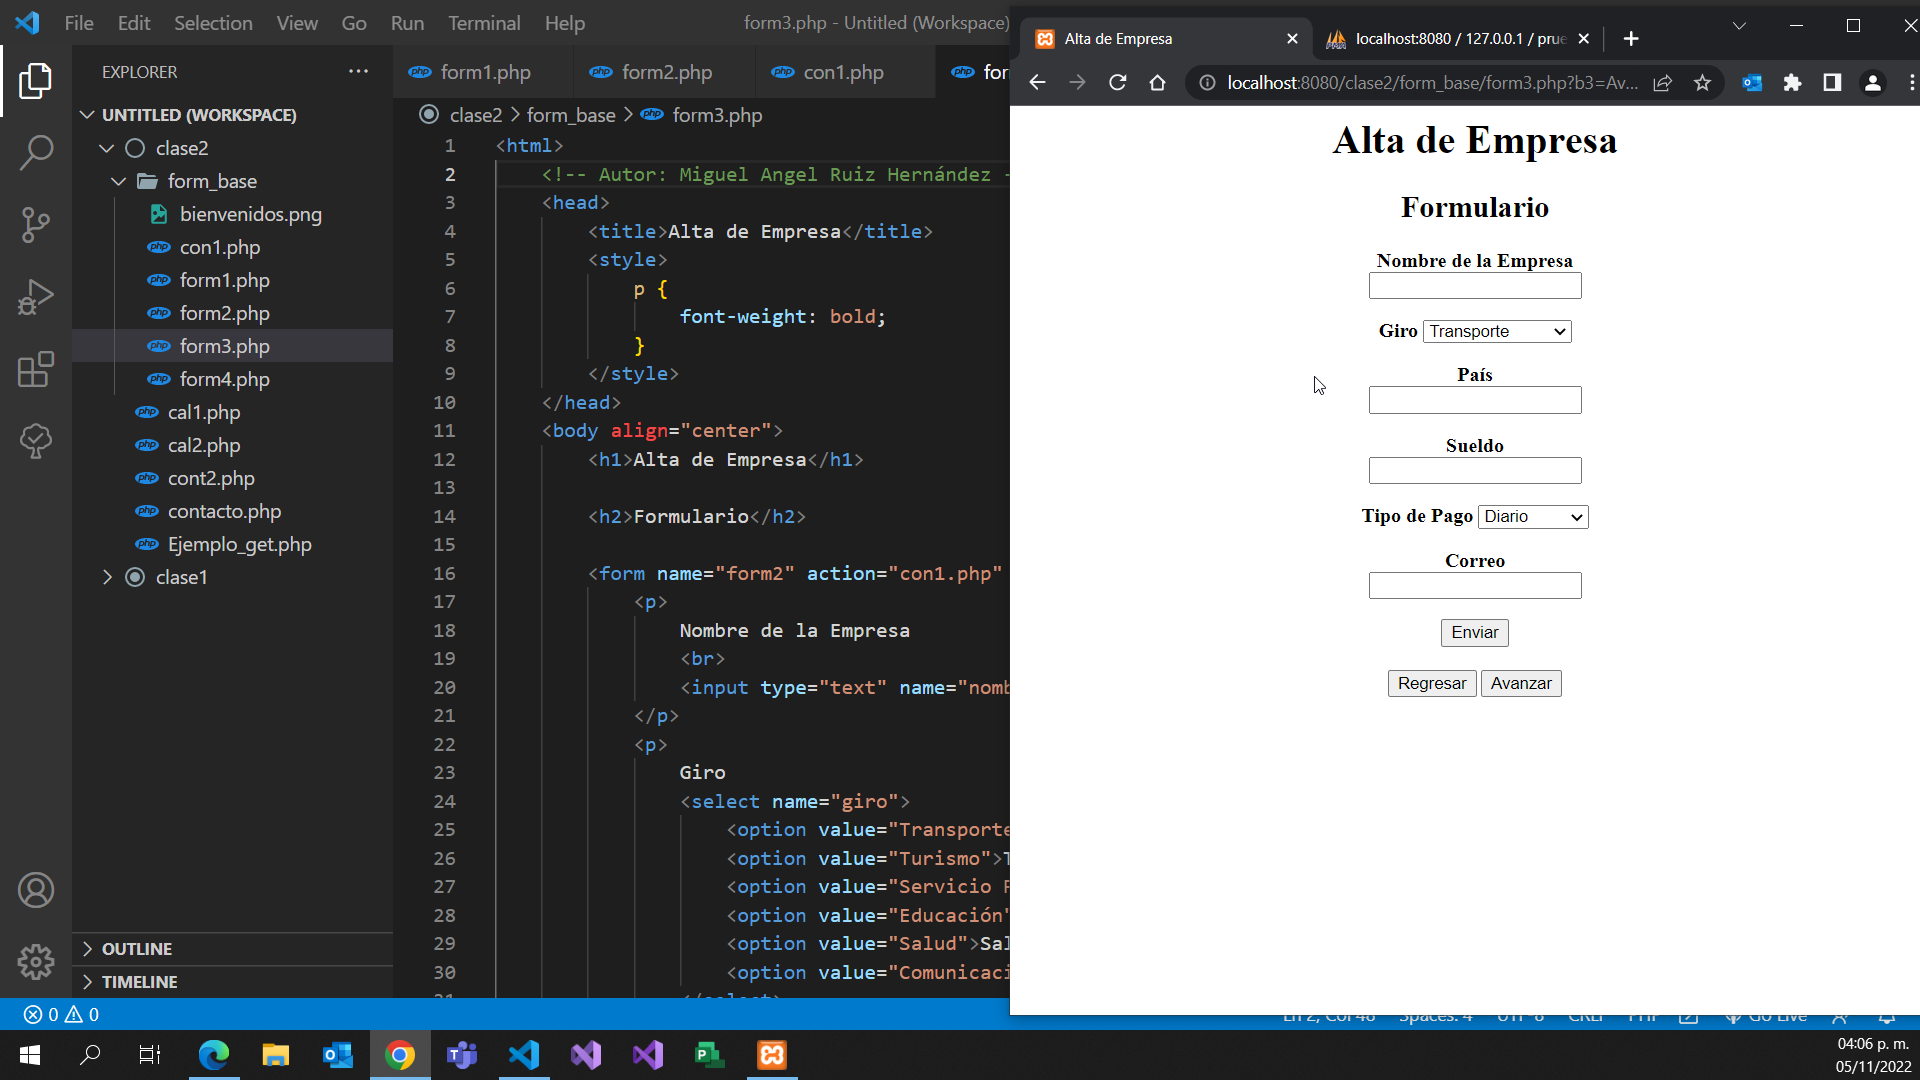 File Edit Selection View Go Run Terminal Help
form3.php - Untitled (Workspace)
EXPLORER
UNTITLED (WORKSPACE)
clase2
form_base
bienvenidos.png
con1.php
form1.php
form2.php
form3.php
form4.php
cal1.php
cal2.php
cont2.php
contacto.php
Ejemplo_get.php
clase1
OUTLINE
TIMELINE
form1.php form2.php con1.php for
clase2 > form_base > form3.php
1 <html>
2 <!-- Autor: Miguel Angel Ruiz Hernández -
3 <head>
4 <title>Alta de Empresa</title>
5 <style>
6 p {
7 font-weight: bold;
8 }
9 </style>
10 </head>
11 <body align="center">
12 <h1>Alta de Empresa</h1>
13
14 <h2>Formulario</h2>
15
16 <form name="form2" action="con1.php"
17 <p>
18 Nombre de la Empresa
19 <br>
20 <input type="text" name="nomb
21 </p>
22 <p>
23 Giro
24 <select name="giro">
25 <option value="Transporte
26 <option value="Turismo">T
27 <option value="Servicio P
28 <option value="Educación"
29 <option value="Salud">Sal
30 <option value="Comunicaci
31 </select>
0 0
Ln 2, Col 48 Spaces: 4 UTF-8 CRLF PHP Go Live
Alta de Empresa
localhost:8080 / 127.0.0.1 / prue
localhost:8080/clase2/form_base/form3.php?b3=Av...
Alta de Empresa
Formulario
Nombre de la Empresa
Giro Transporte
País
Sueldo
Tipo de Pago Diario
Correo
Enviar
Regresar Avanzar
04:06 p. m.
05/11/2022